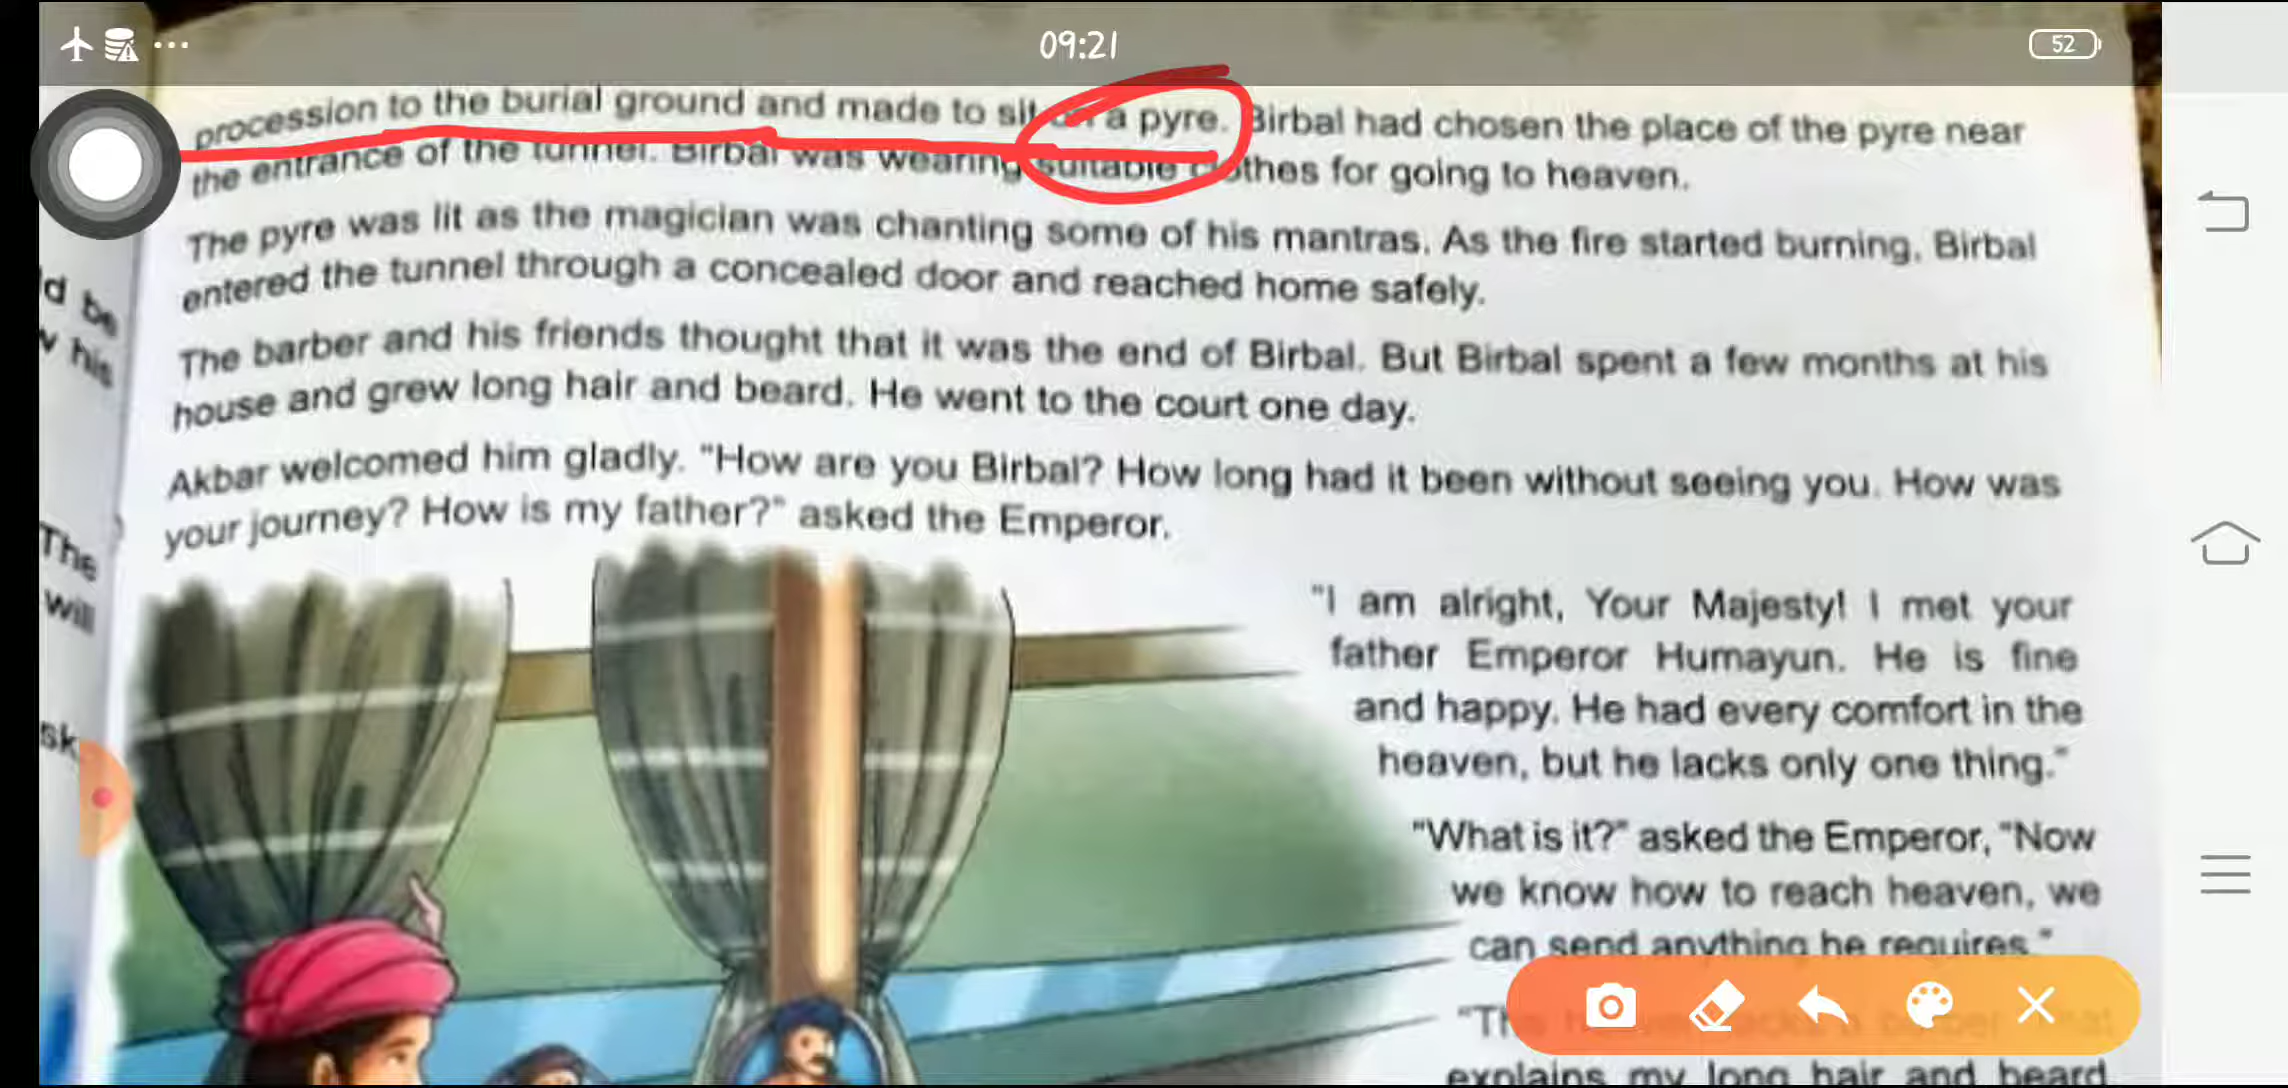 09:21
52
procession to the burial ground and made to sit a pyre. Birbal had chosen the place of the pyre near
the entrance of the tunnel. Birbal was wearing suitable clothes for going to heaven.
The pyre was lit as the magician was chanting some of his mantras. As the fire started burning, Birbal
entered the tunnel through a concealed door and reached home safely.
The barber and his friends thought that it was the end of Birbal. But Birbal spent a few months at his
house and grew long hair and beard. He went to the court one day.
Akbar welcomed him gladly. "How are you Birbal? How long had it been without seeing you. How was
your journey? How is my father?" asked the Emperor.
"I am alright, Your Majesty! I met your
father Emperor Humayun. He is fine
and happy. He had every comfort in the
heaven, but he lacks only one thing."
"What is it?" asked the Emperor, "Now
we know how to reach heaven, we
can send anything he requires."
explains my long hair and beard
d be
his
The
will
sk